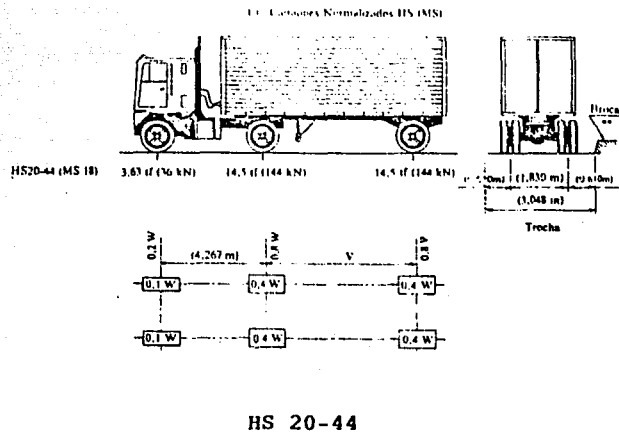 Camiones Normalizados HS (MS)
HS20-44 (MS 18)
3,63 tf (36 kN)
14,5 tf (144 kN)
14,5 tf (144 kN)
(1,830 m)
(0,610m)
(3,048 m)
Trocha
0,2 W
(4,267 m)
0,8 W
V
0,1 W
0,4 W
0,4 W
0,1 W
0,4 W
0,4 W
HS 20-44